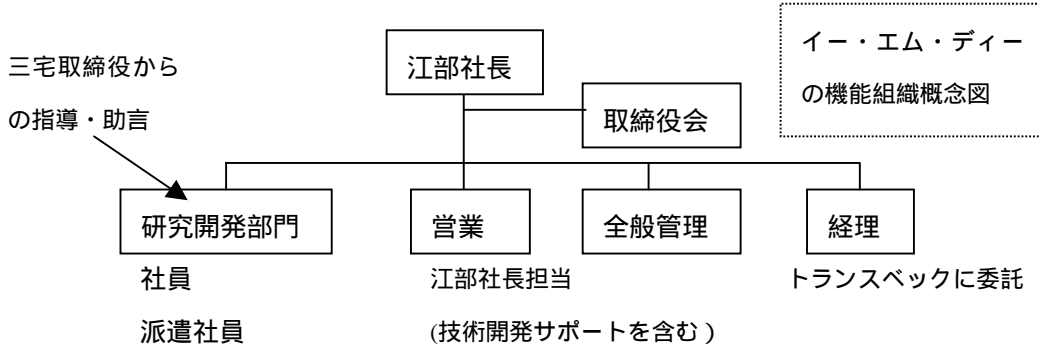 イー・エム・ディー
の機能組織概念図
三宅取締役から
の指導・助言
江部社長
取締役会
研究開発部門
営業
全般管理
経理
社員
派遣社員
江部社長担当
(技術開発サポートを含む)
トランスベックに委託